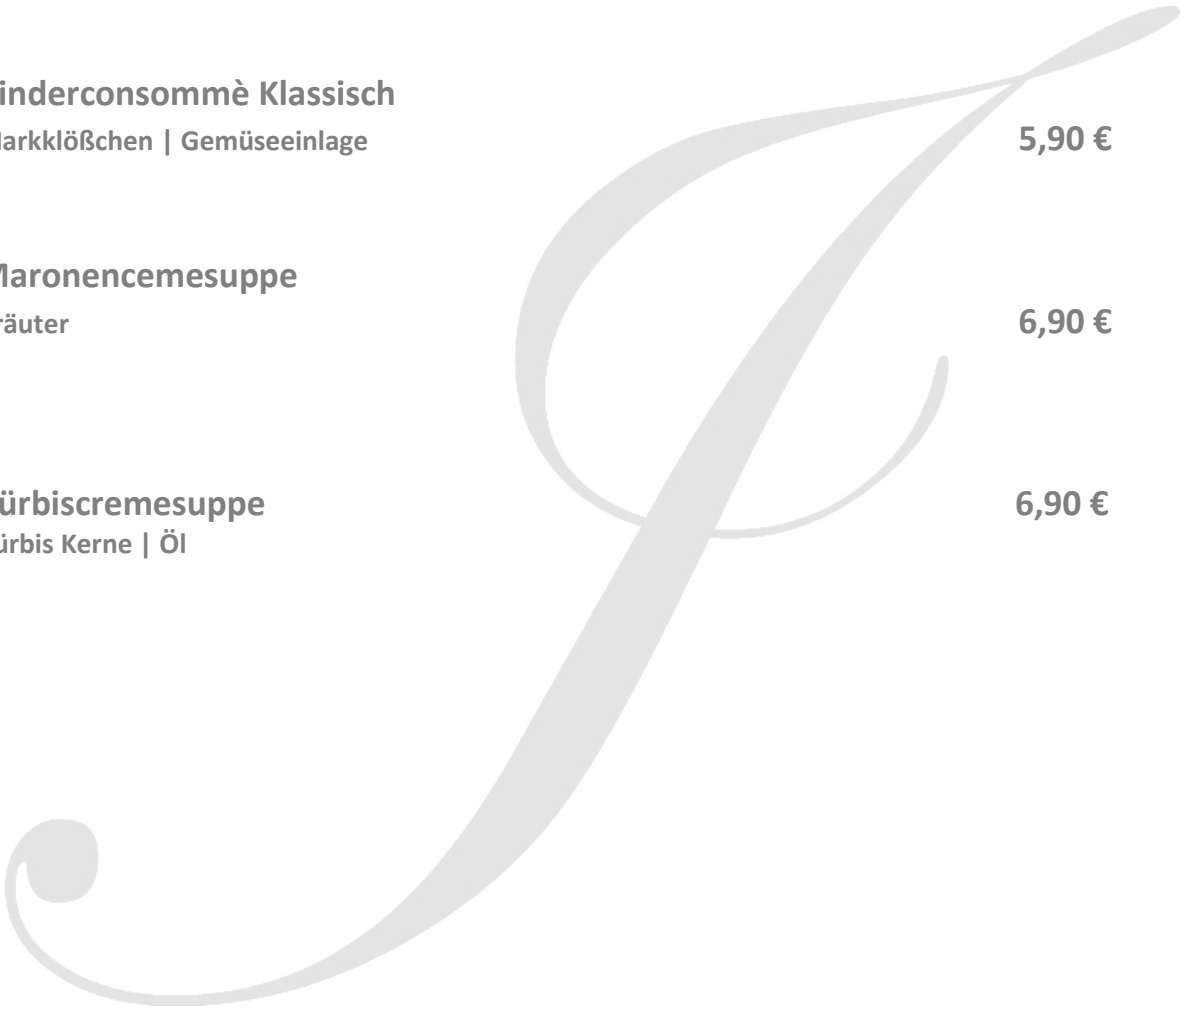 inderconsommè Klassisch
arkklößchen | Gemüseeinlage 5,90 €
Maronencemesuppe
räuter 6,90 €
ürbiscremesuppe 6,90 €
ürbis Kerne | Öl